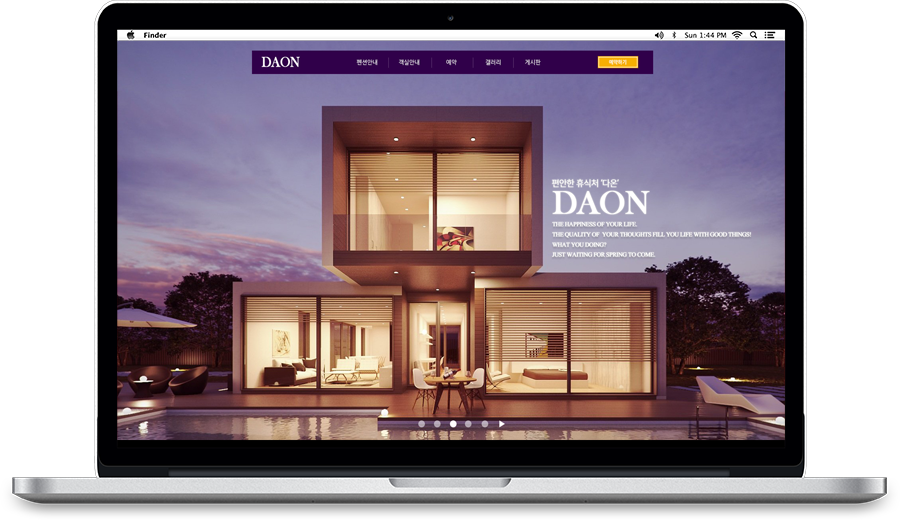 Finder
Sun 1:44 PM
DAON
펜션안내
객실안내
예약
갤러리
게시판
예약하기
편안한 휴식처 '다온'
DAON
THE HAPPINESS OF YOUR LIFE.
THE QUALITY OF YOUR THOUGHTS FILL YOU LIFE WITH GOOD THINGS!
WHAT YOU DOING?
JUST WAITING FOR SPRING TO COME.